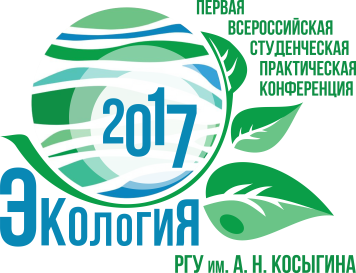 ПЕРВАЯ
ВСЕРОССИЙСКАЯ
СТУДЕНЧЕСКАЯ
ПРАКТИЧЕСКАЯ
КОНФЕРЕНЦИЯ
2017
ЭКОЛОГИЯ
РГУ им. А. Н. КОСЫГИНА